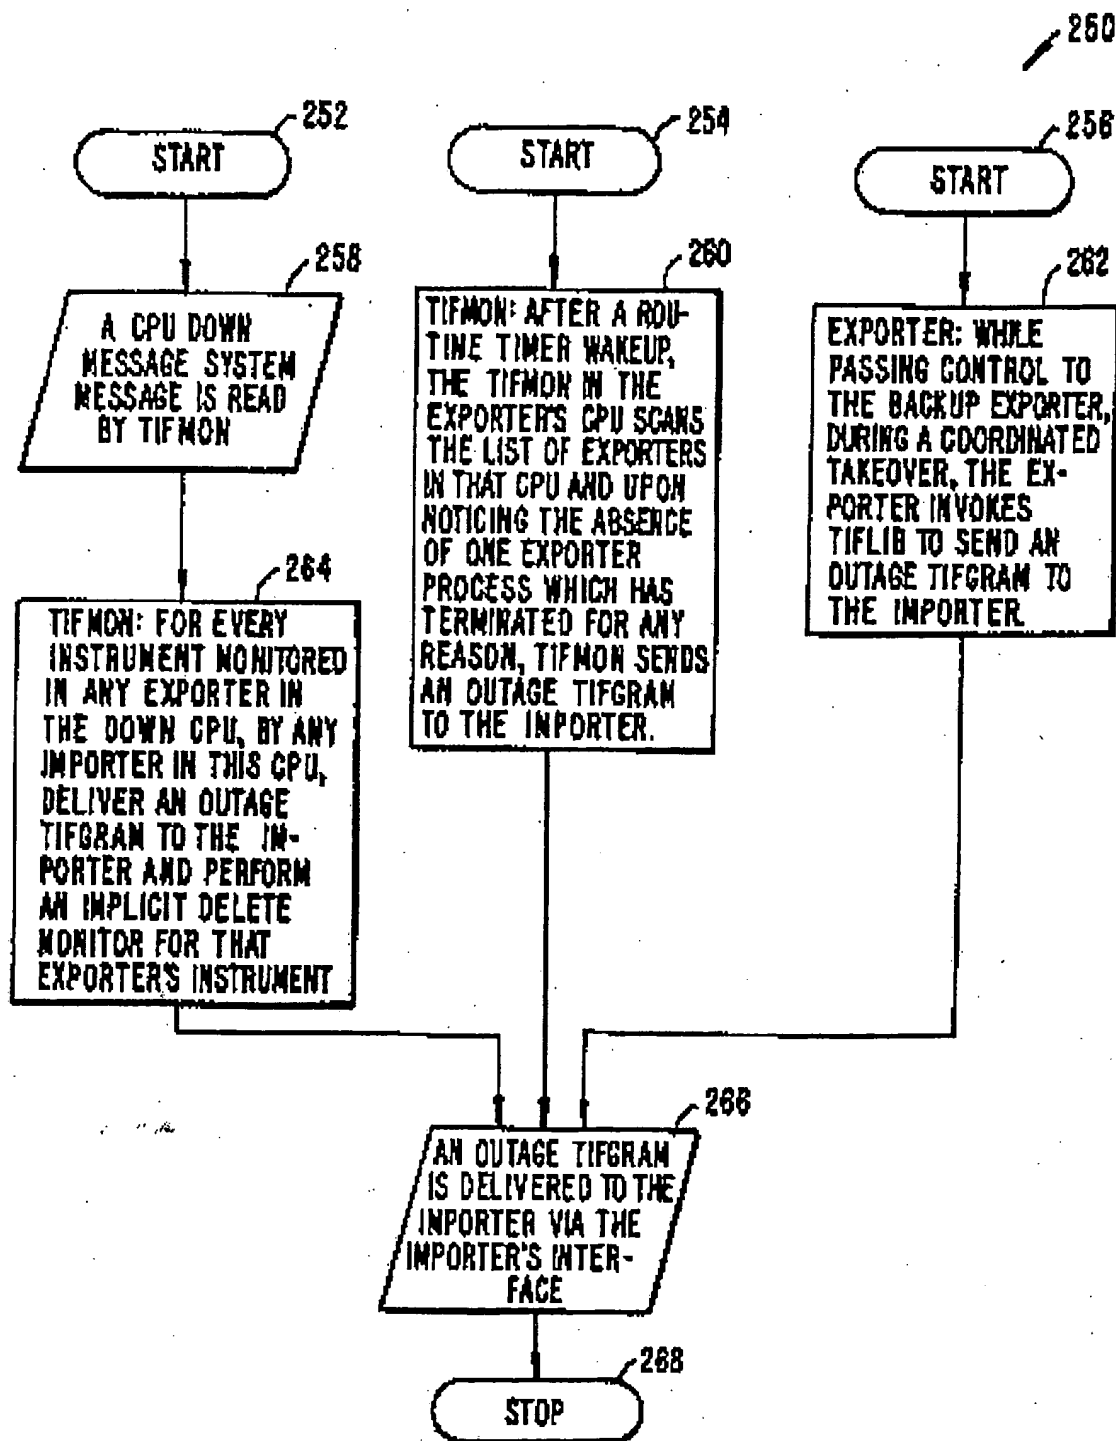 250
252
START
254
START
256
START
258
A CPU DOWN
MESSAGE SYSTEM
MESSAGE IS READ
BY TIFMON
260
TIFMON: AFTER A ROU-
TINE TIMER WAKEUP,
THE TIFMON IN THE
EXPORTER'S CPU SCANS
THE LIST OF EXPORTERS
IN THAT CPU AND UPON
NOTICING THE ABSENCE
OF ONE EXPORTER
PROCESS WHICH HAS
TERMINATED FOR ANY
REASON, TIFMON SENDS
AN OUTAGE TIFGRAM
TO THE IMPORTER.
262
EXPORTER: WHILE
PASSING CONTROL TO
THE BACKUP EXPORTER,
DURING A COORDINATED
TAKEOVER, THE EX-
PORTER INVOKES
TIFLIB TO SEND AN
OUTAGE TIFGRAM TO
THE IMPORTER.
264
TIFMON: FOR EVERY
INSTRUMENT MONITORED
IN ANY EXPORTER IN
THE DOWN CPU, BY ANY
IMPORTER IN THIS CPU,
DELIVER AN OUTAGE
TIFGRAM TO THE IM-
PORTER AND PERFORM
AN IMPLICIT DELETE
MONITOR FOR THAT
EXPORTER'S INSTRUMENT
266
AN OUTAGE TIFGRAM
IS DELIVERED TO THE
IMPORTER VIA THE
IMPORTER'S INTER-
FACE
268
STOP